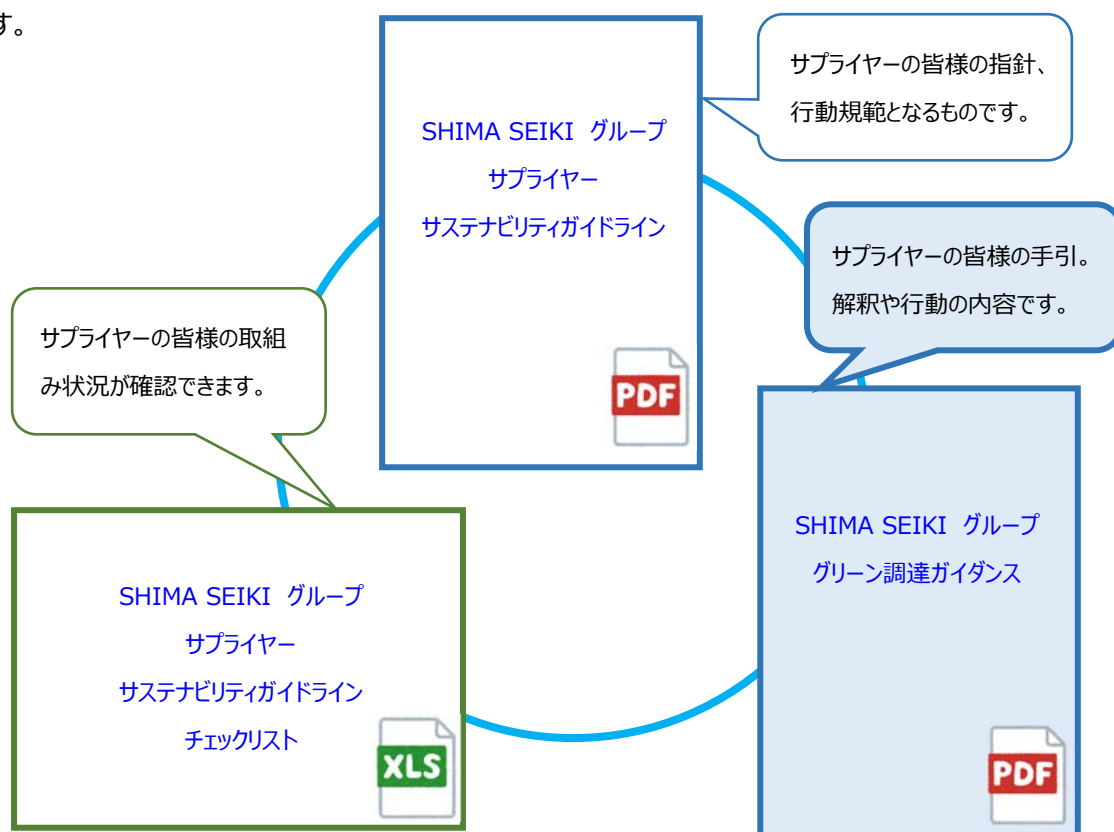 す。
サプライヤーの皆様の指針、
行動規範となるものです。
SHIMA SEIKI グループ
サプライヤー
サステナビリティガイドライン
PDF
サプライヤーの皆様の手引。
解釈や行動の内容です。
サプライヤーの皆様の取組
み状況が確認できます。
SHIMA SEIKI グループ
グリーン調達ガイダンス
PDF
SHIMA SEIKI グループ
サプライヤー
サステナビリティガイドライン
チェックリスト
XLS